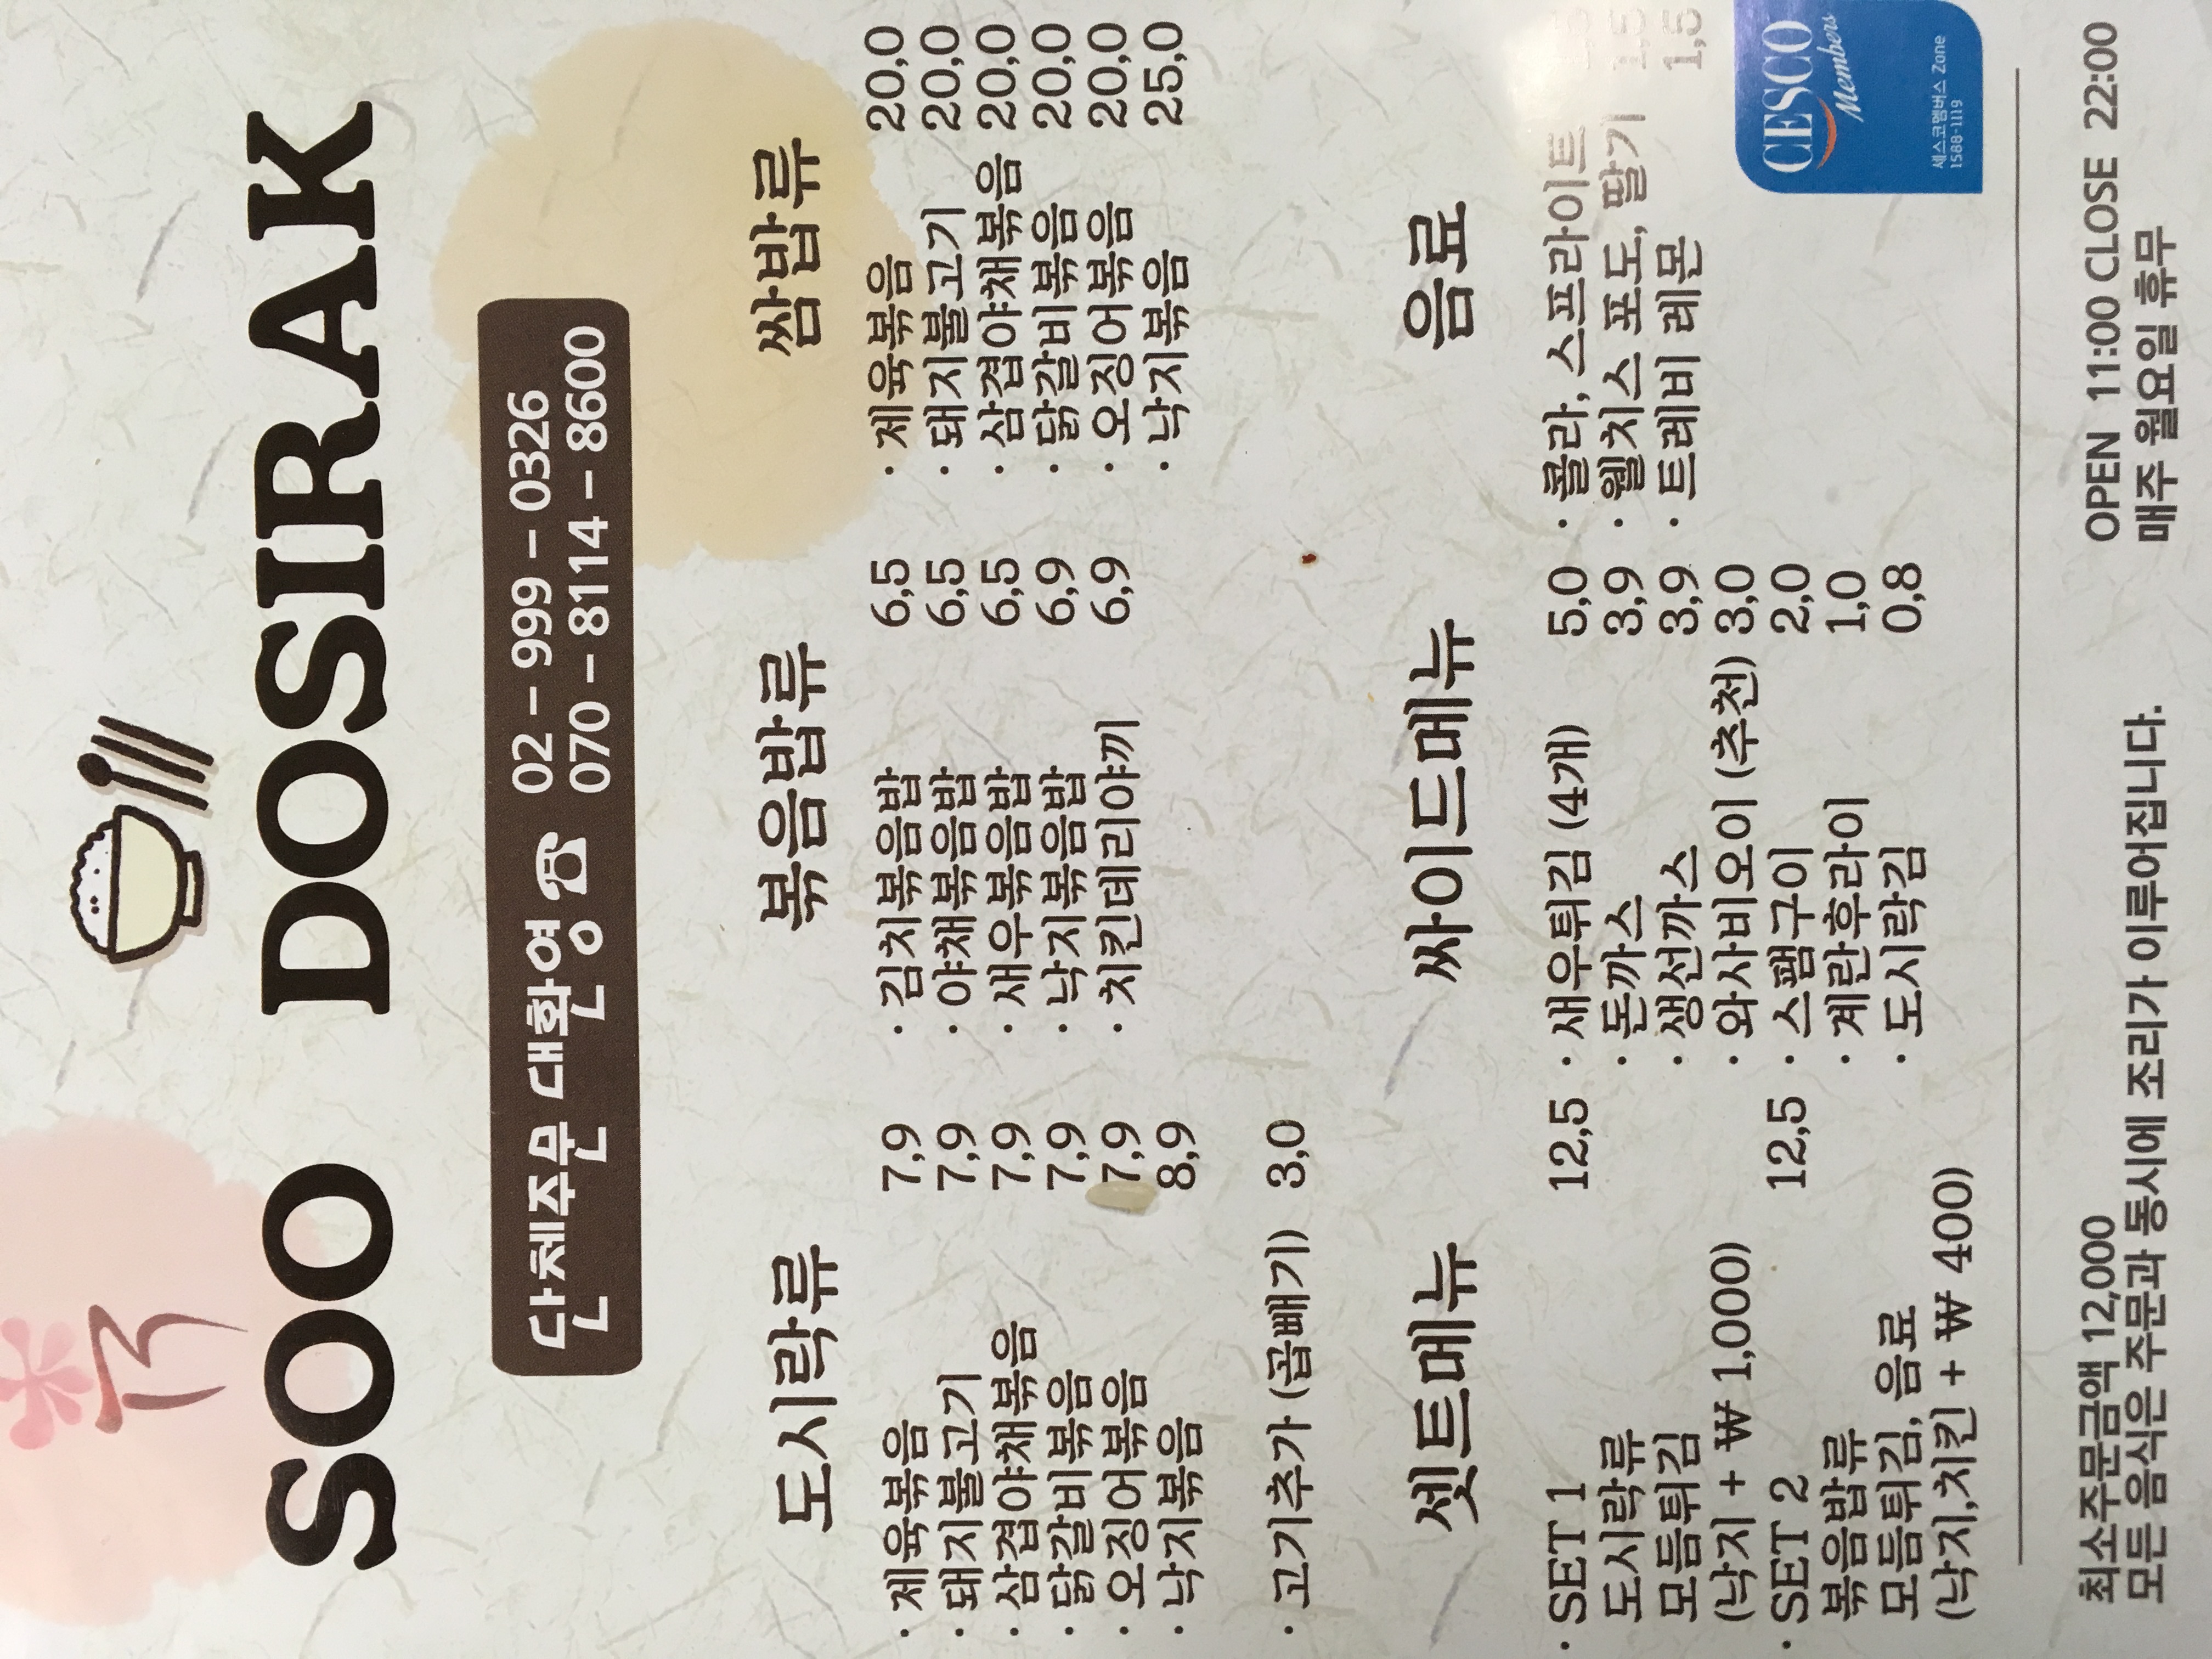 SOO DOSIRAK
단체주문 대환영☎
02 - 999 - 0326
070 - 8114 - 8600
도시락류
· 제육볶음 7,9
· 돼지불고기 7,9
· 삼겹야채볶음 7,9
· 닭갈비볶음 7,9
· 오징어볶음 7,9
· 낙지볶음 8,9
· 고기추가 (곱빼기) 3,0
볶음밥류
· 김치볶음밥 6,5
· 야채볶음밥 6,5
· 새우볶음밥 6,5
· 낙지볶음밥 6,9
· 치킨데리야끼 6,9
쌈밥류
· 제육볶음 20,0
· 돼지불고기 20,0
· 삼겹야채볶음 20,0
· 닭갈비볶음 20,0
· 오징어볶음 20,0
· 낙지볶음 25,0
셋트메뉴
· SET 1 12,5
도시락류
모듬튀김
(낙지 + ₩ 1,000)
· SET 2 12,5
볶음밥류
모듬튀김, 음료
(낙지,치킨 + ₩ 400)
싸이드메뉴
· 새우튀김 (4개) 5,0
· 돈까스 3,9
· 생선까스 3,9
· 와사비오이 (추천) 3,0
· 스팸구이 2,0
· 계란후라이 1,0
· 도시락김 0,8
음료
· 콜라, 스프라이트
· 웰치스 포도, 딸기 1,5
· 트레비 레몬 1,5
CESCO
Members
세스코멤버스 Zone
1588-1119
최소주문금액 12,000
모든 음식은 주문과 동시에 조리가 이루어집니다.
OPEN 11:00 CLOSE 22:00
매주 월요일 휴무